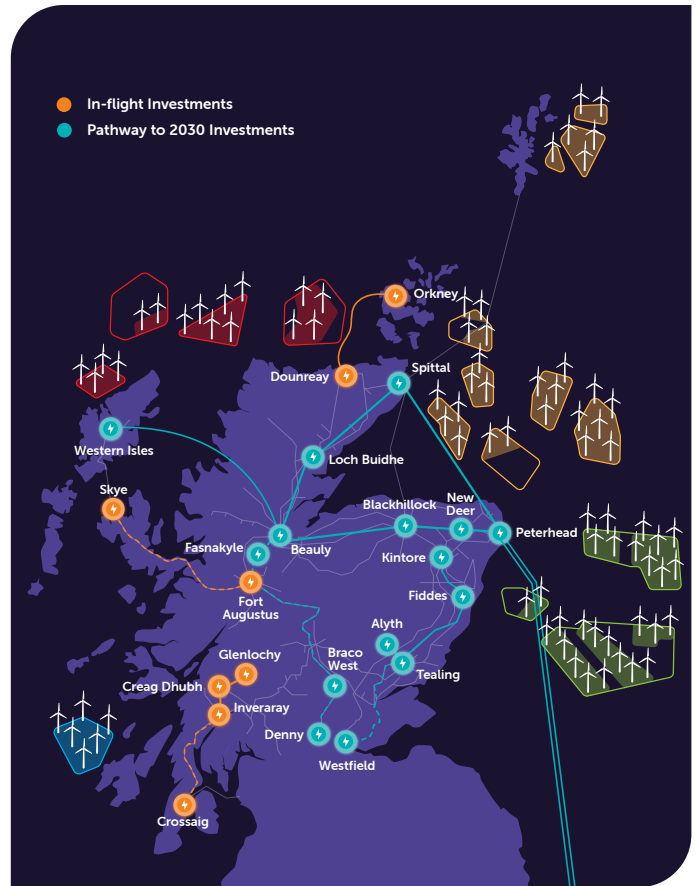 In-flight Investments
Pathway to 2030 Investments
Orkney
Dounreay
Spittal
Western Isles
Loch Buidhe
Skye
Blackhillock
New
Deer
Peterhead
Fasnakyle
Beauly
Kintore
Fort
Augustus
Fiddes
Alyth
Glenlochy
Braco
West
Tealing
Creag Dhubh
Inveraray
Denny
Westfield
Crossaig